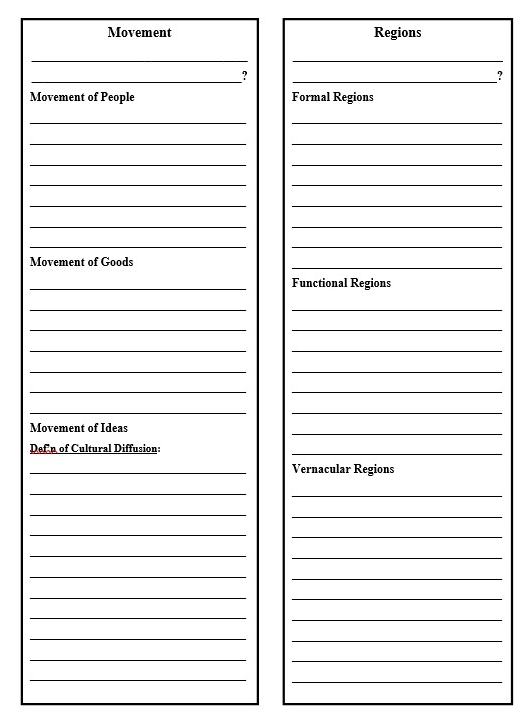 Movement
?
Movement of People
Movement of Goods
Movement of Ideas
Def'n of Cultural Diffusion:
Regions
?
Formal Regions
Functional Regions
Vernacular Regions